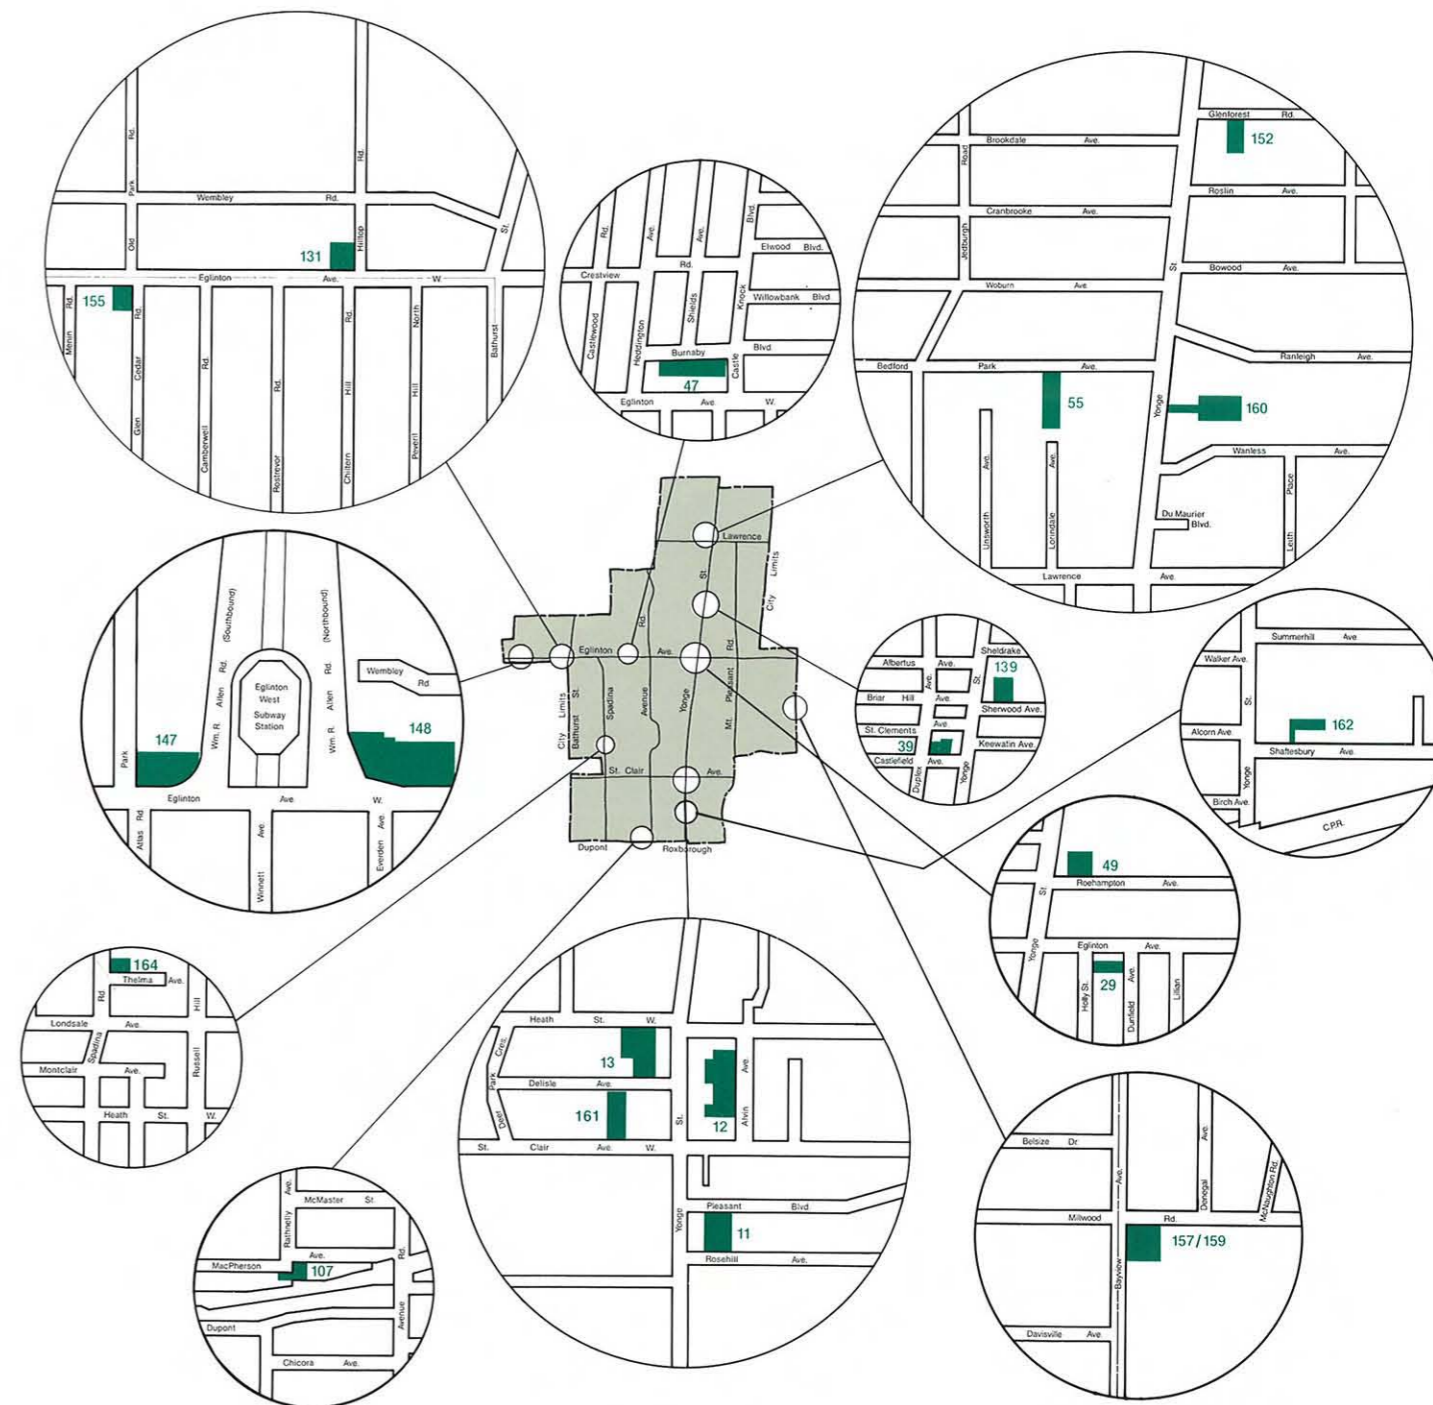 Park Rd.
Old
Rd.
Hilltop
Wembley Rd.
St.
131
Eglinton Ave. W.
155
Menin Rd.
Glen Cedar Rd.
Camberwell Rd.
Rostrevor Rd.
Chiltern Hill Rd.
Peveril Hill North
Bathurst
Castlewood Rd.
Heddington Ave.
Shields Ave.
Castle Knock Blvd.
Elwood Blvd.
Crestview Rd.
Willowbank Blvd
Burnaby Blvd.
47
Eglinton Ave. W.
Glenforest Rd.
152
Brookdale Ave.
Jedburgh Road
Roslin Ave.
Cranbrooke Ave.
St.
Bowood Ave.
Woburn Ave
Ranleigh Ave.
Bedford Park Ave.
55
Yonge
160
Wanless Ave.
Unsworth Ave.
Lorindale Ave.
Du Maurier
Blvd.
Leith Place
Lawrence Ave.
Wm. R. Allen Rd. (Southbound)
Wm. R. Allen Rd. (Northbound)
Eglinton
West
Subway
Station
Wembley
Rd.
147
148
Park
Eglinton Ave W.
Atlas Rd
Winnett Ave.
Everden Ave.
Lawrence
City Limits
St.
Rd.
Eglinton Ave.
City Limits
Bathurst St.
Spadina
Avenue
Yonge
Mt. Pleasant Rd.
St. Clair Ave.
Dupont
Roxborough
Sheldrake
Albertus Ave.
139
Ave.
St.
Briar Hill Ave.
Sherwood Ave.
Ave.
St. Clements
39
Keewatin Ave.
Castlefield Ave.
Duplex
Yonge
Summerhill Ave
Walker Ave.
St.
162
Alcorn Ave.
Shaftesbury Ave.
Yonge
Birch Ave.
C.P.R.
49
Roehampton Ave.
St.
Yonge
Eglinton Ave.
29
Holly St.
Dunfield Ave.
Lillian
164
Thelma Ave.
Rd.
Hill
Londsale Ave.
Spadina
Russell
Montclair Ave.
Heath St. W.
Heath St. W.
13
Deer Park Cres.
Delisle Ave.
161
St.
12
Alvin Ave.
St. Clair Ave. W.
Pleasant Blvd.
Yonge
11
Rosehill Ave.
Rathnelly Ave.
McMaster St.
Ave.
MacPherson
107
Avenue Rd.
Dupont
Chicora Ave.
Belsize Dr
Ave.
Donegal Ave.
McNaughton Rd.
Milwood Rd.
157/159
Bayview
Davisville Ave.